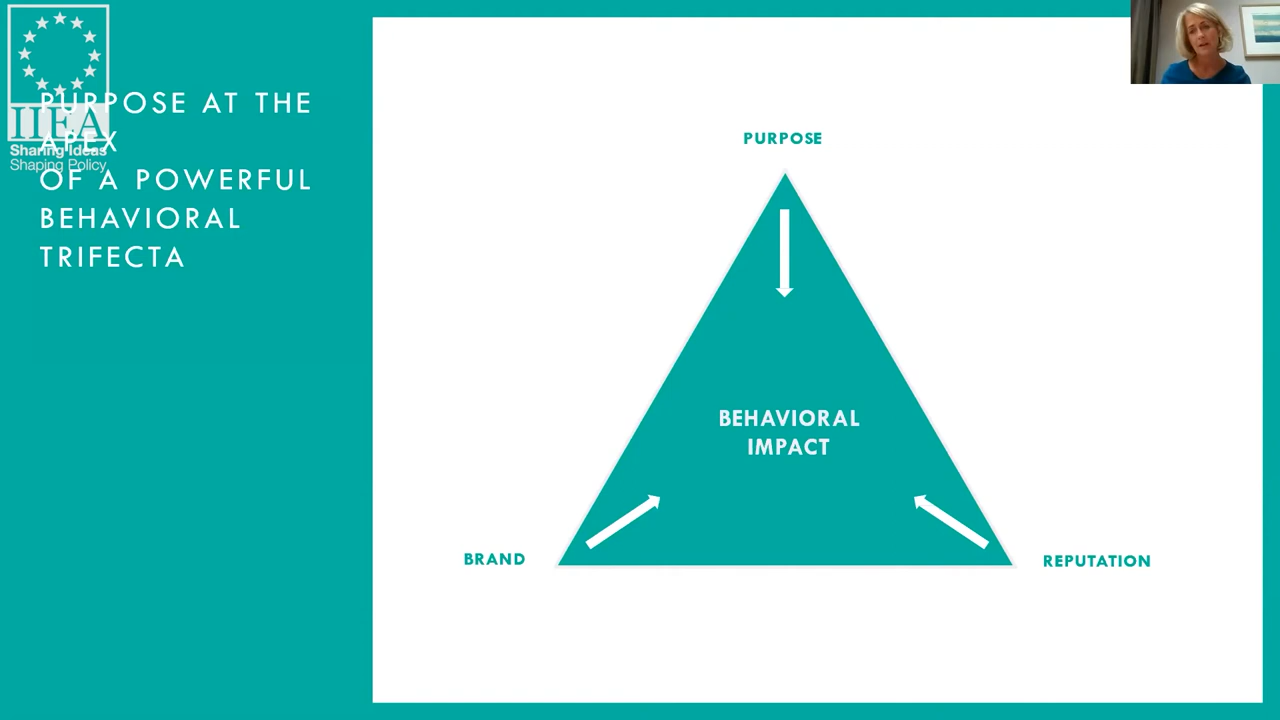 IIEA
Sharing Ideas
Shaping Policy
PURPOSE AT THE
APEX
OF A POWERFUL
BEHAVIORAL
TRIFECTA
PURPOSE
BEHAVIORAL
IMPACT
BRAND
REPUTATION